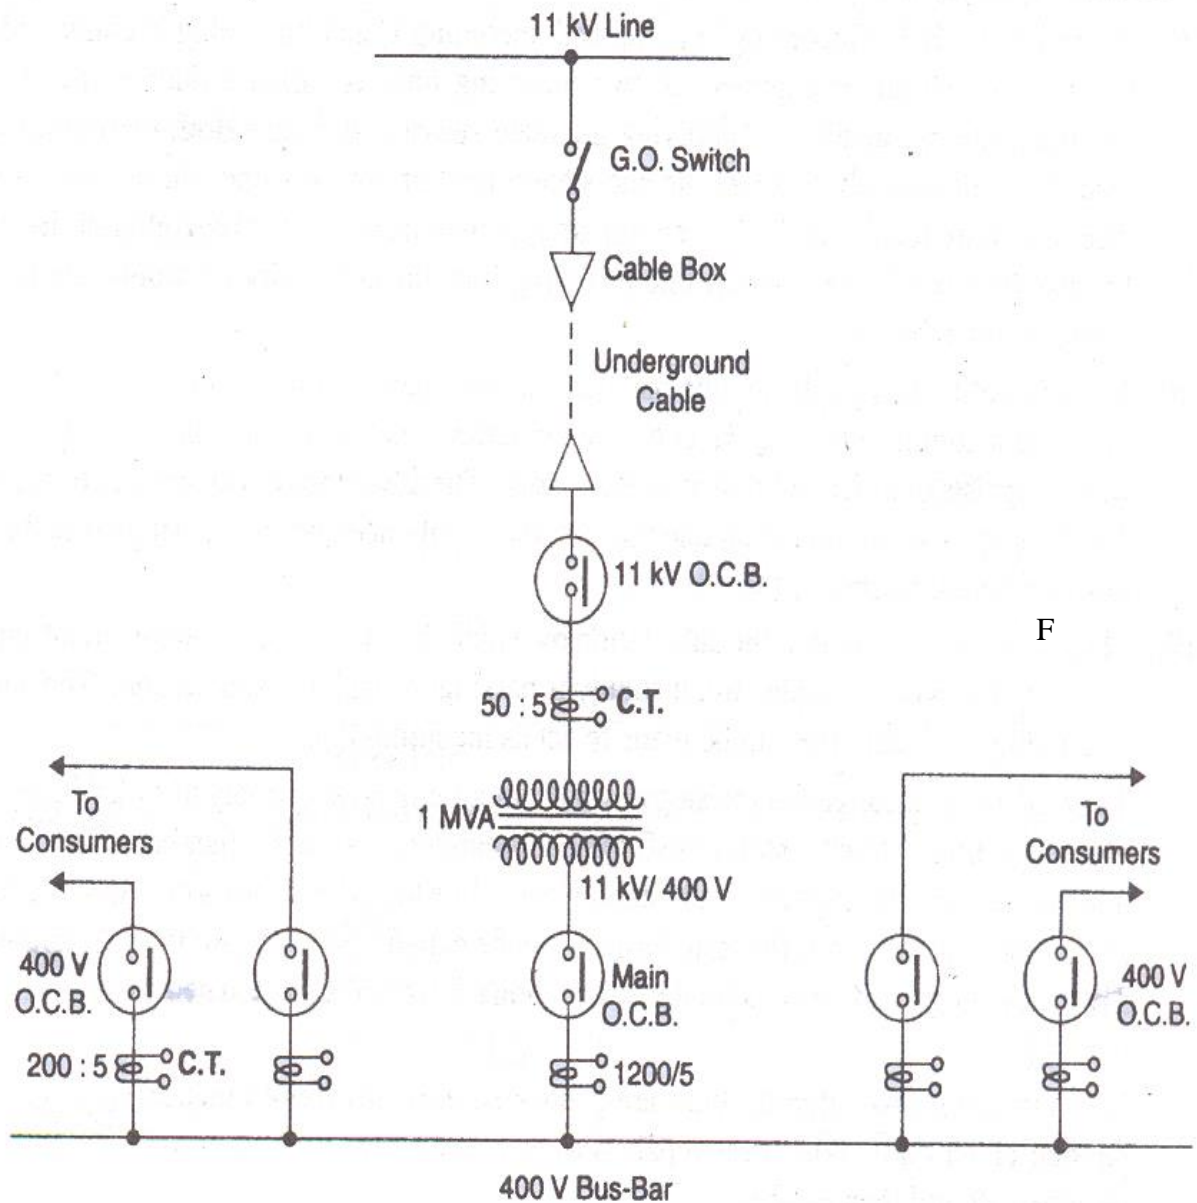 11 kV Line
G.O. Switch
Cable Box
Underground
Cable
11 kV O.C.B.
F
50 : 5
C.T.
To
Consumers
1 MVA
11 kV/ 400 V
To
Consumers
400 V
O.C.B.
Main
O.C.B.
400 V
O.C.B.
200 : 5
C.T.
1200/5
400 V Bus-Bar